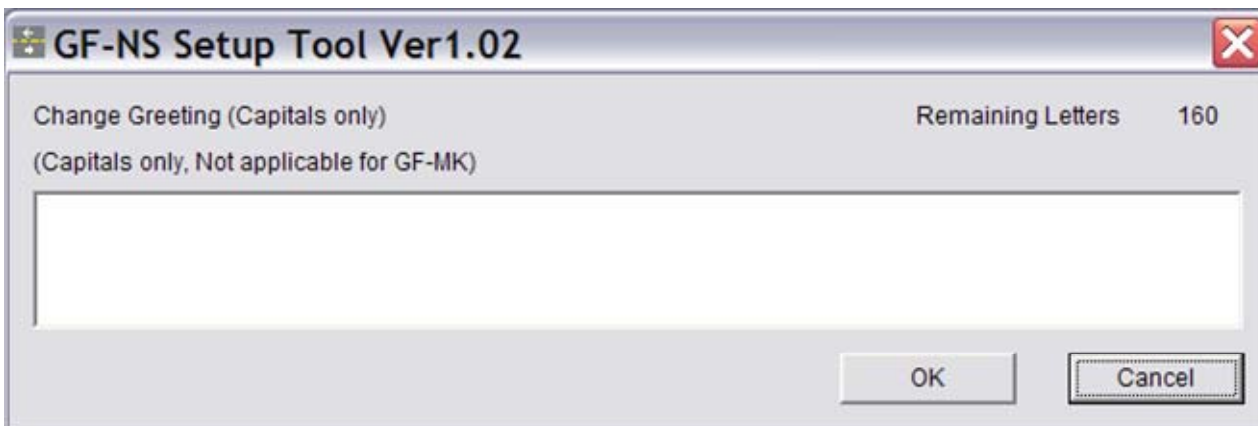 GF-NS Setup Tool Ver1.02
Change Greeting (Capitals only) Remaining Letters 160
(Capitals only, Not applicable for GF-MK)
OK Cancel